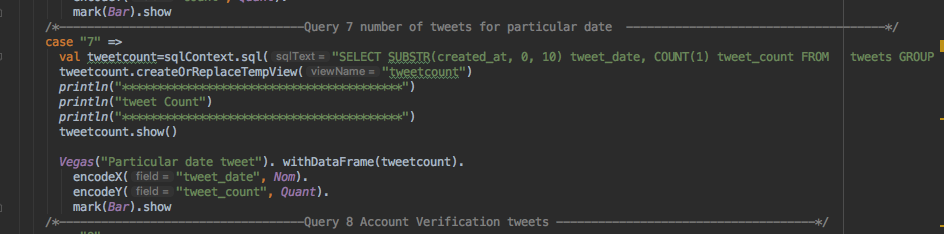 mark(Bar).show
/*————————————————Query 7 number of tweets for particular date ————————————————*/
case "7" =>
val tweetcount=sqlContext.sql( sqlText = "SELECT SUBSTR(created_at, 0, 10) tweet_date, COUNT(1) tweet_count FROM   tweets GROUP
tweetcount.createOrReplaceTempView( viewName = "tweetcount")
println("****************************************")
println("tweet Count")
println("****************************************")
tweetcount.show()
Vegas("Particular date tweet"). withDataFrame(tweetcount).
encodeX( field = "tweet_date", Nom).
encodeY( field = "tweet_count", Quant).
mark(Bar).show
/*————————————————Query 8 Account Verification tweets ————————————————*/